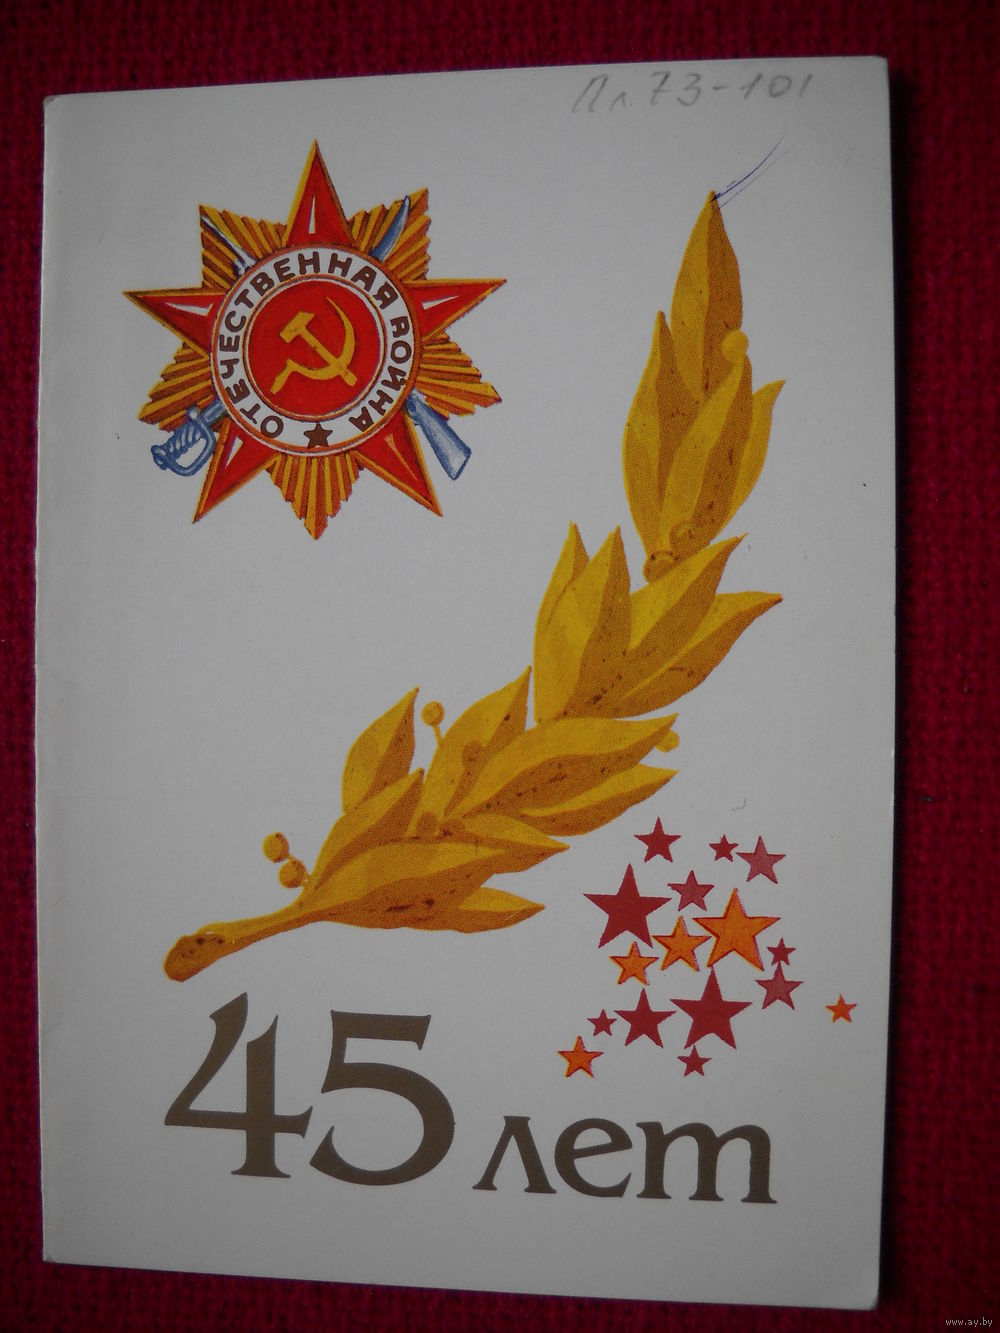 Пл. 73-101
ОТЕЧЕСТВЕННАЯ ВОЙНА
45 лет
www.ay.by